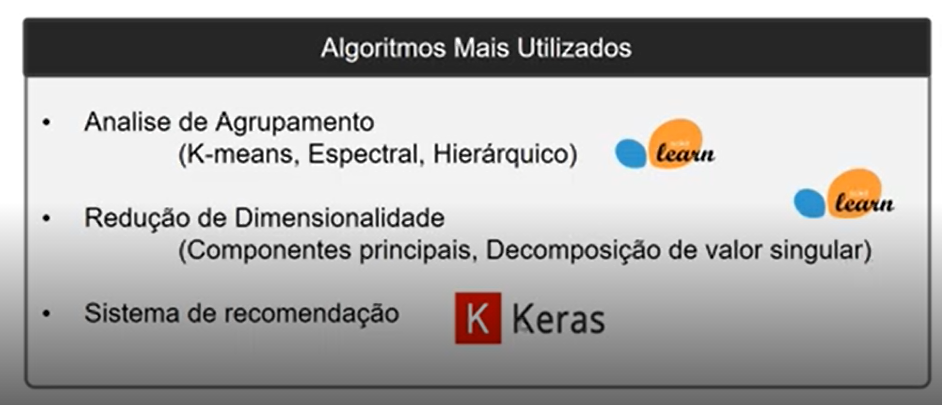 Algoritmos Mais Utilizados
• Analise de Agrupamento
(K-means, Espectral, Hierárquico)
learn
learn
• Redução de Dimensionalidade
(Componentes principais, Decomposição de valor singular)
• Sistema de recomendação
K Keras